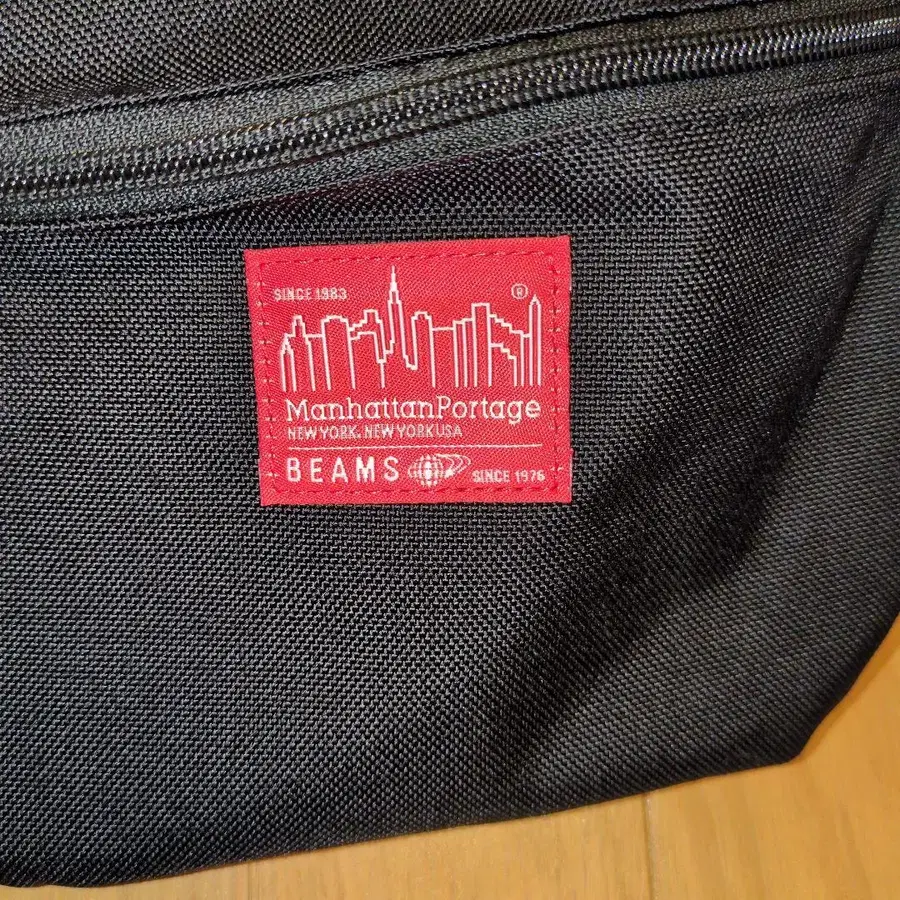 SINCE 1983
®
ManhattanPortage
NEW YORK, NEW YORK USA
BEAMS SINCE 1976